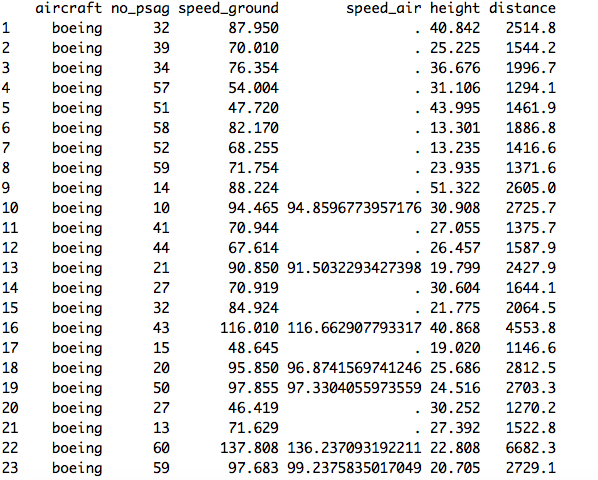 aircraft no_psag speed_ground speed_air height distance
1 boeing 32 87.950 . 40.842 2514.8
2 boeing 39 70.010 . 25.225 1544.2
3 boeing 34 76.354 . 36.676 1996.7
4 boeing 57 54.004 . 31.106 1294.1
5 boeing 51 47.720 . 43.995 1461.9
6 boeing 58 82.170 . 13.301 1886.8
7 boeing 52 68.255 . 13.235 1416.6
8 boeing 59 71.754 . 23.935 1371.6
9 boeing 14 88.224 . 51.322 2605.0
10 boeing 10 94.465 94.8596773957176 30.908 2725.7
11 boeing 41 70.944 . 27.055 1375.7
12 boeing 44 67.614 . 26.457 1587.9
13 boeing 21 90.850 91.5032293427398 19.799 2427.9
14 boeing 27 70.919 . 30.604 1644.1
15 boeing 32 84.924 . 21.775 2064.5
16 boeing 43 116.010 116.662907793317 40.868 4553.8
17 boeing 15 48.645 . 19.020 1146.6
18 boeing 20 95.850 96.8741569741246 25.686 2812.5
19 boeing 50 97.855 97.3304055973559 24.516 2703.3
20 boeing 27 46.419 . 30.252 1270.2
21 boeing 13 71.629 . 27.392 1522.8
22 boeing 60 137.808 136.237093192211 22.808 6682.3
23 boeing 59 97.683 99.2375835017049 20.705 2729.1